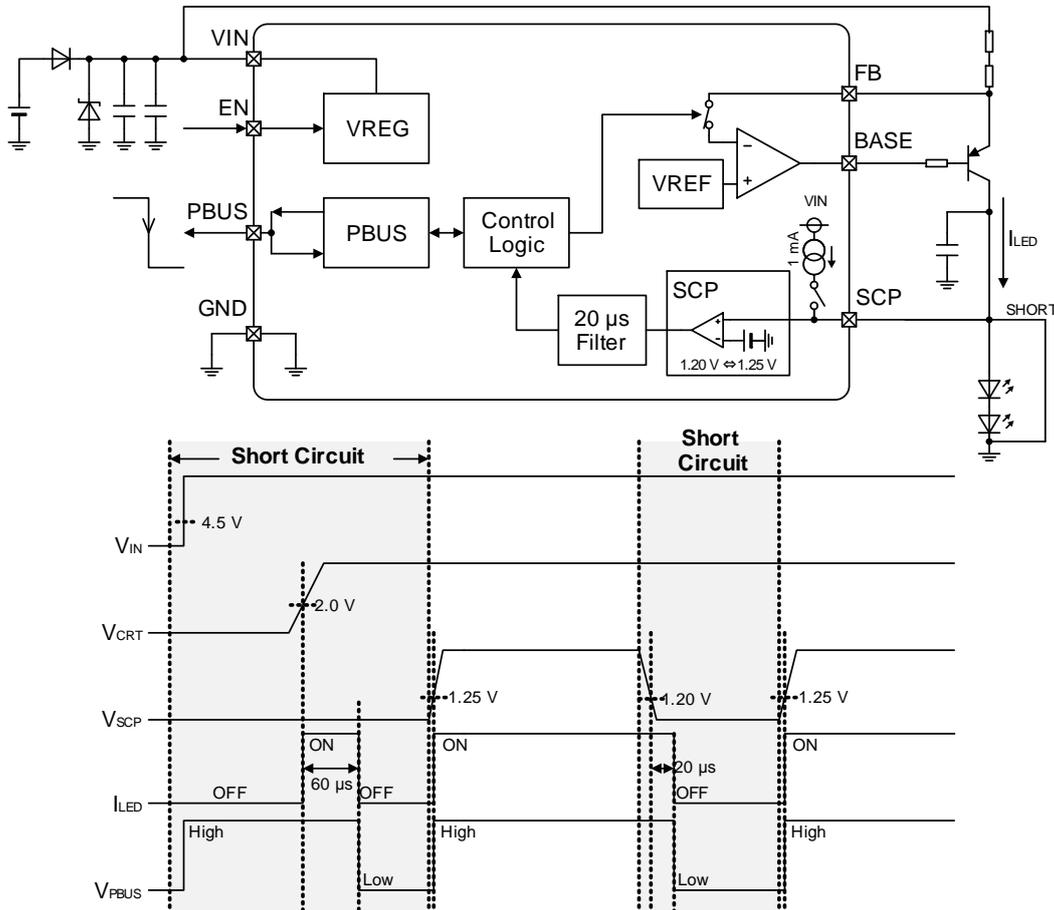 VIN
EN
PBUS
GND
VREG
PBUS
Control
Logic
VREF
−
+
FB
BASE
VIN
1 mA
SCP
+
-
1.20 V ⇔ 1.25 V
20 µs
Filter
SCP
ILED
SHORT
Short Circuit
Short
Circuit
VIN
4.5 V
VCRT
2.0 V
VSCP
1.25 V
1.20 V
1.25 V
ILED
OFF
ON
60 µs
OFF
ON
20 µs
OFF
ON
VPBUS
High
Low
High
Low
High